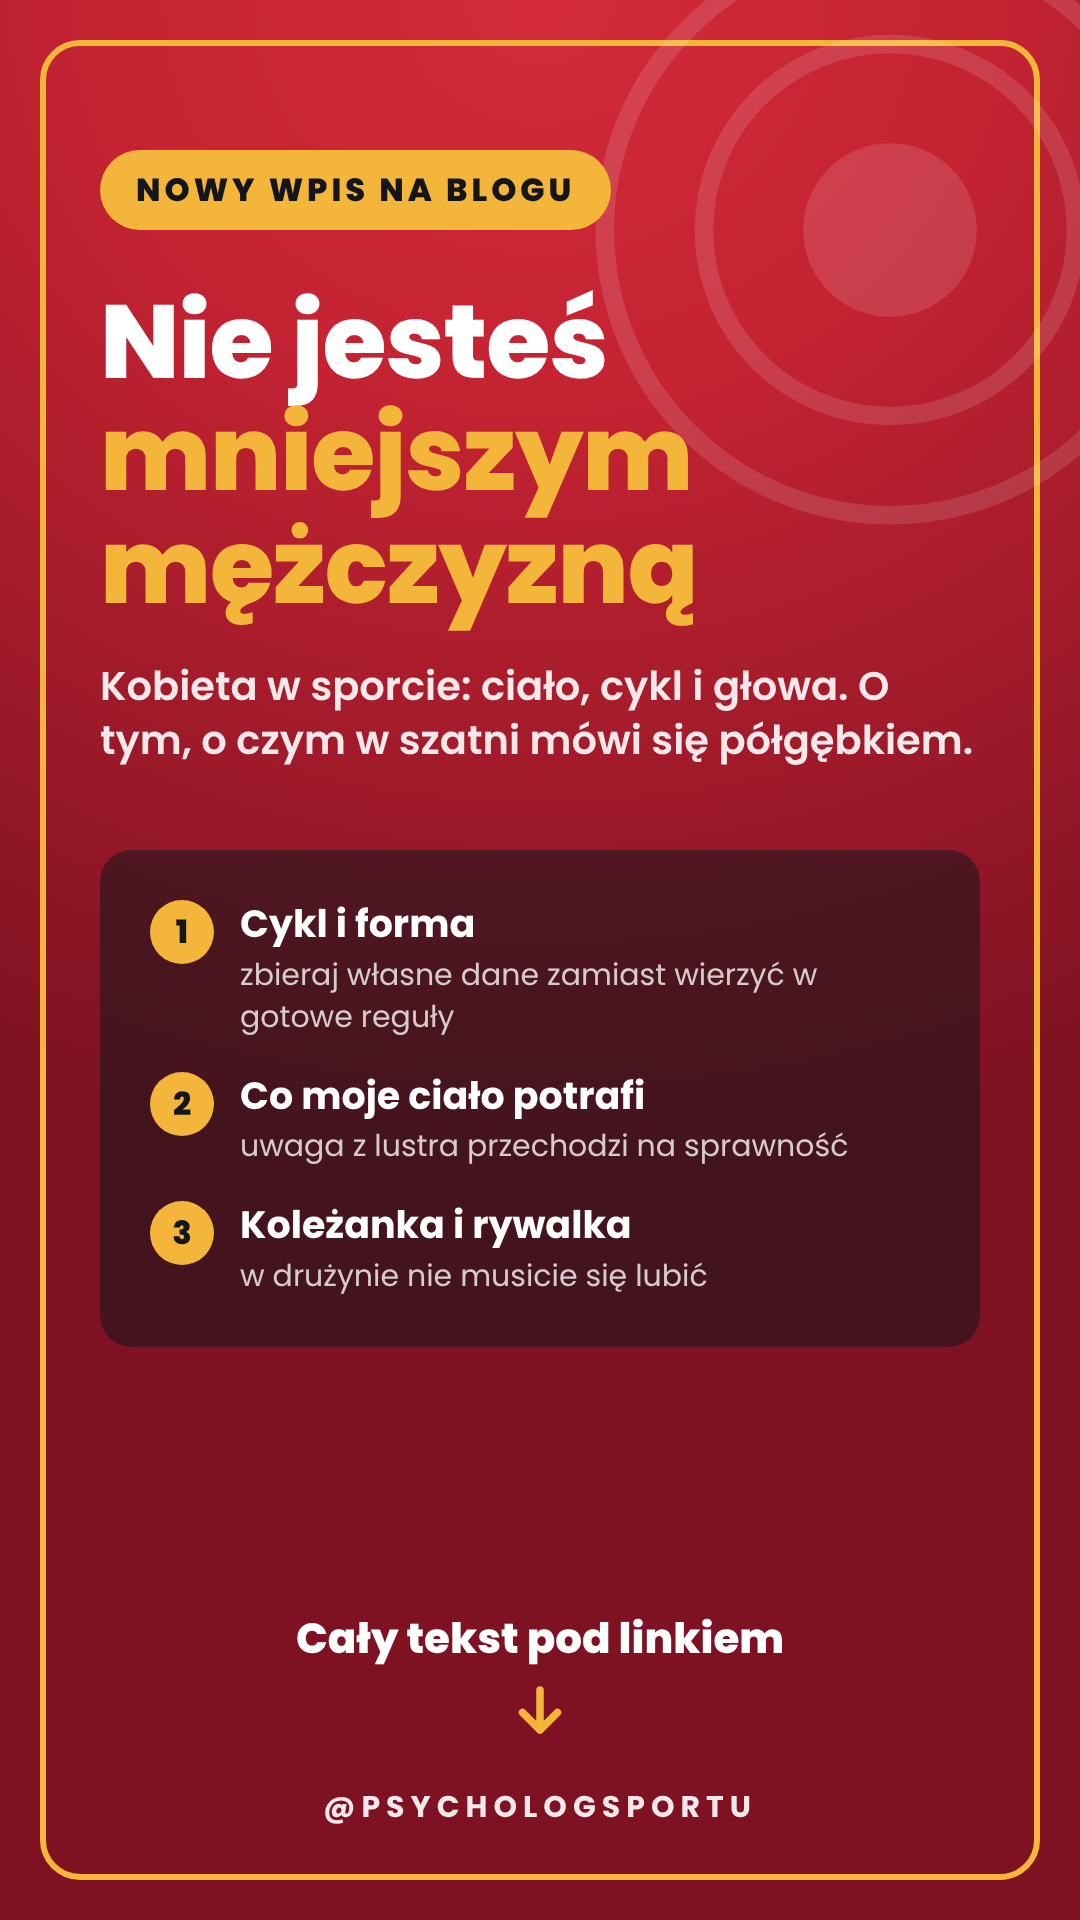 NOWY WPIS NA BLOGU
Nie jesteś
mniejszym
mężczyzną
Kobieta w sporcie: ciało, cykl i głowa. O
tym, o czym w szatni mówi się półgębkiem.
1
Cykl i forma
zbieraj własne dane zamiast wierzyć w
gotowe reguły
2
Co moje ciało potrafi
uwaga z lustra przechodzi na sprawność
3
Koleżanka i rywalka
w drużynie nie musicie się lubić
Cały tekst pod linkiem
@PSYCHOLOGSPORTU